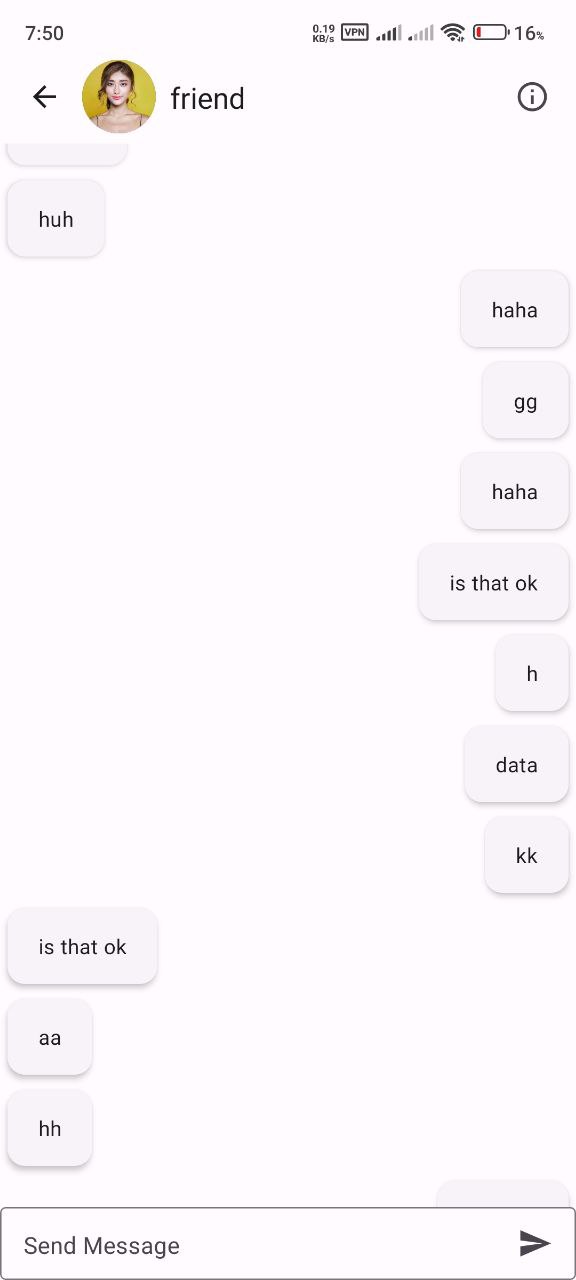 7:50
0.19
KB/s
VPN
16%
friend
huh
haha
gg
haha
is that ok
h
data
kk
is that ok
aa
hh
Send Message